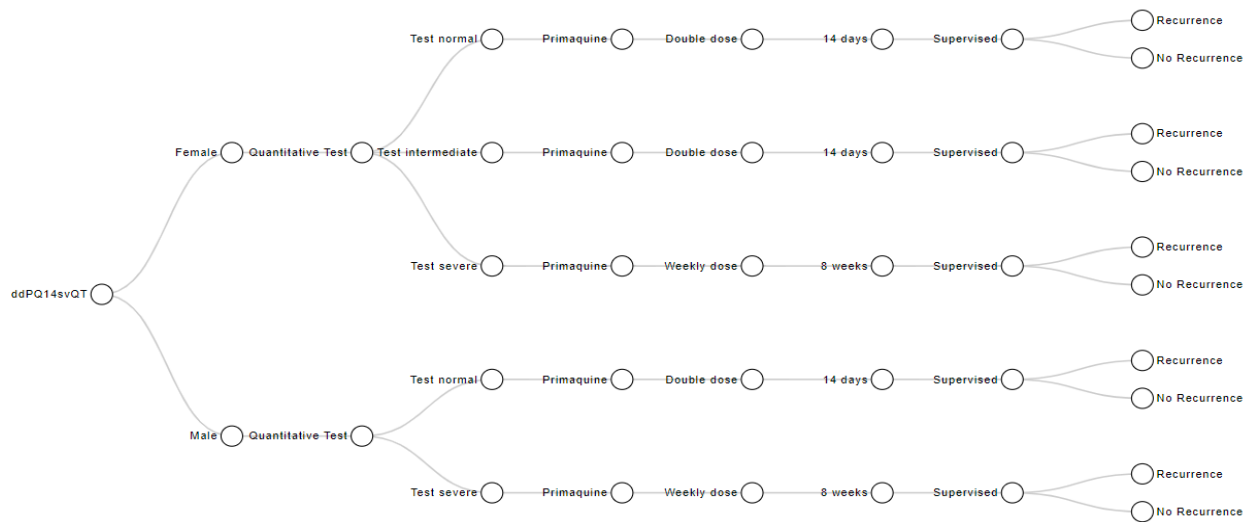 Test normal Primaquine Double dose 14 days Supervised Recurrence
No Recurrence
Female Quantitative Test Test intermediate Primaquine Double dose 14 days Supervised Recurrence
No Recurrence
Test severe Primaquine Weekly dose 8 weeks Supervised Recurrence
No Recurrence
ddPQ14svQT
Test normal Primaquine Double dose 14 days Supervised Recurrence
No Recurrence
Male Quantitative Test
Test severe Primaquine Weekly dose 8 weeks Supervised Recurrence
No Recurrence